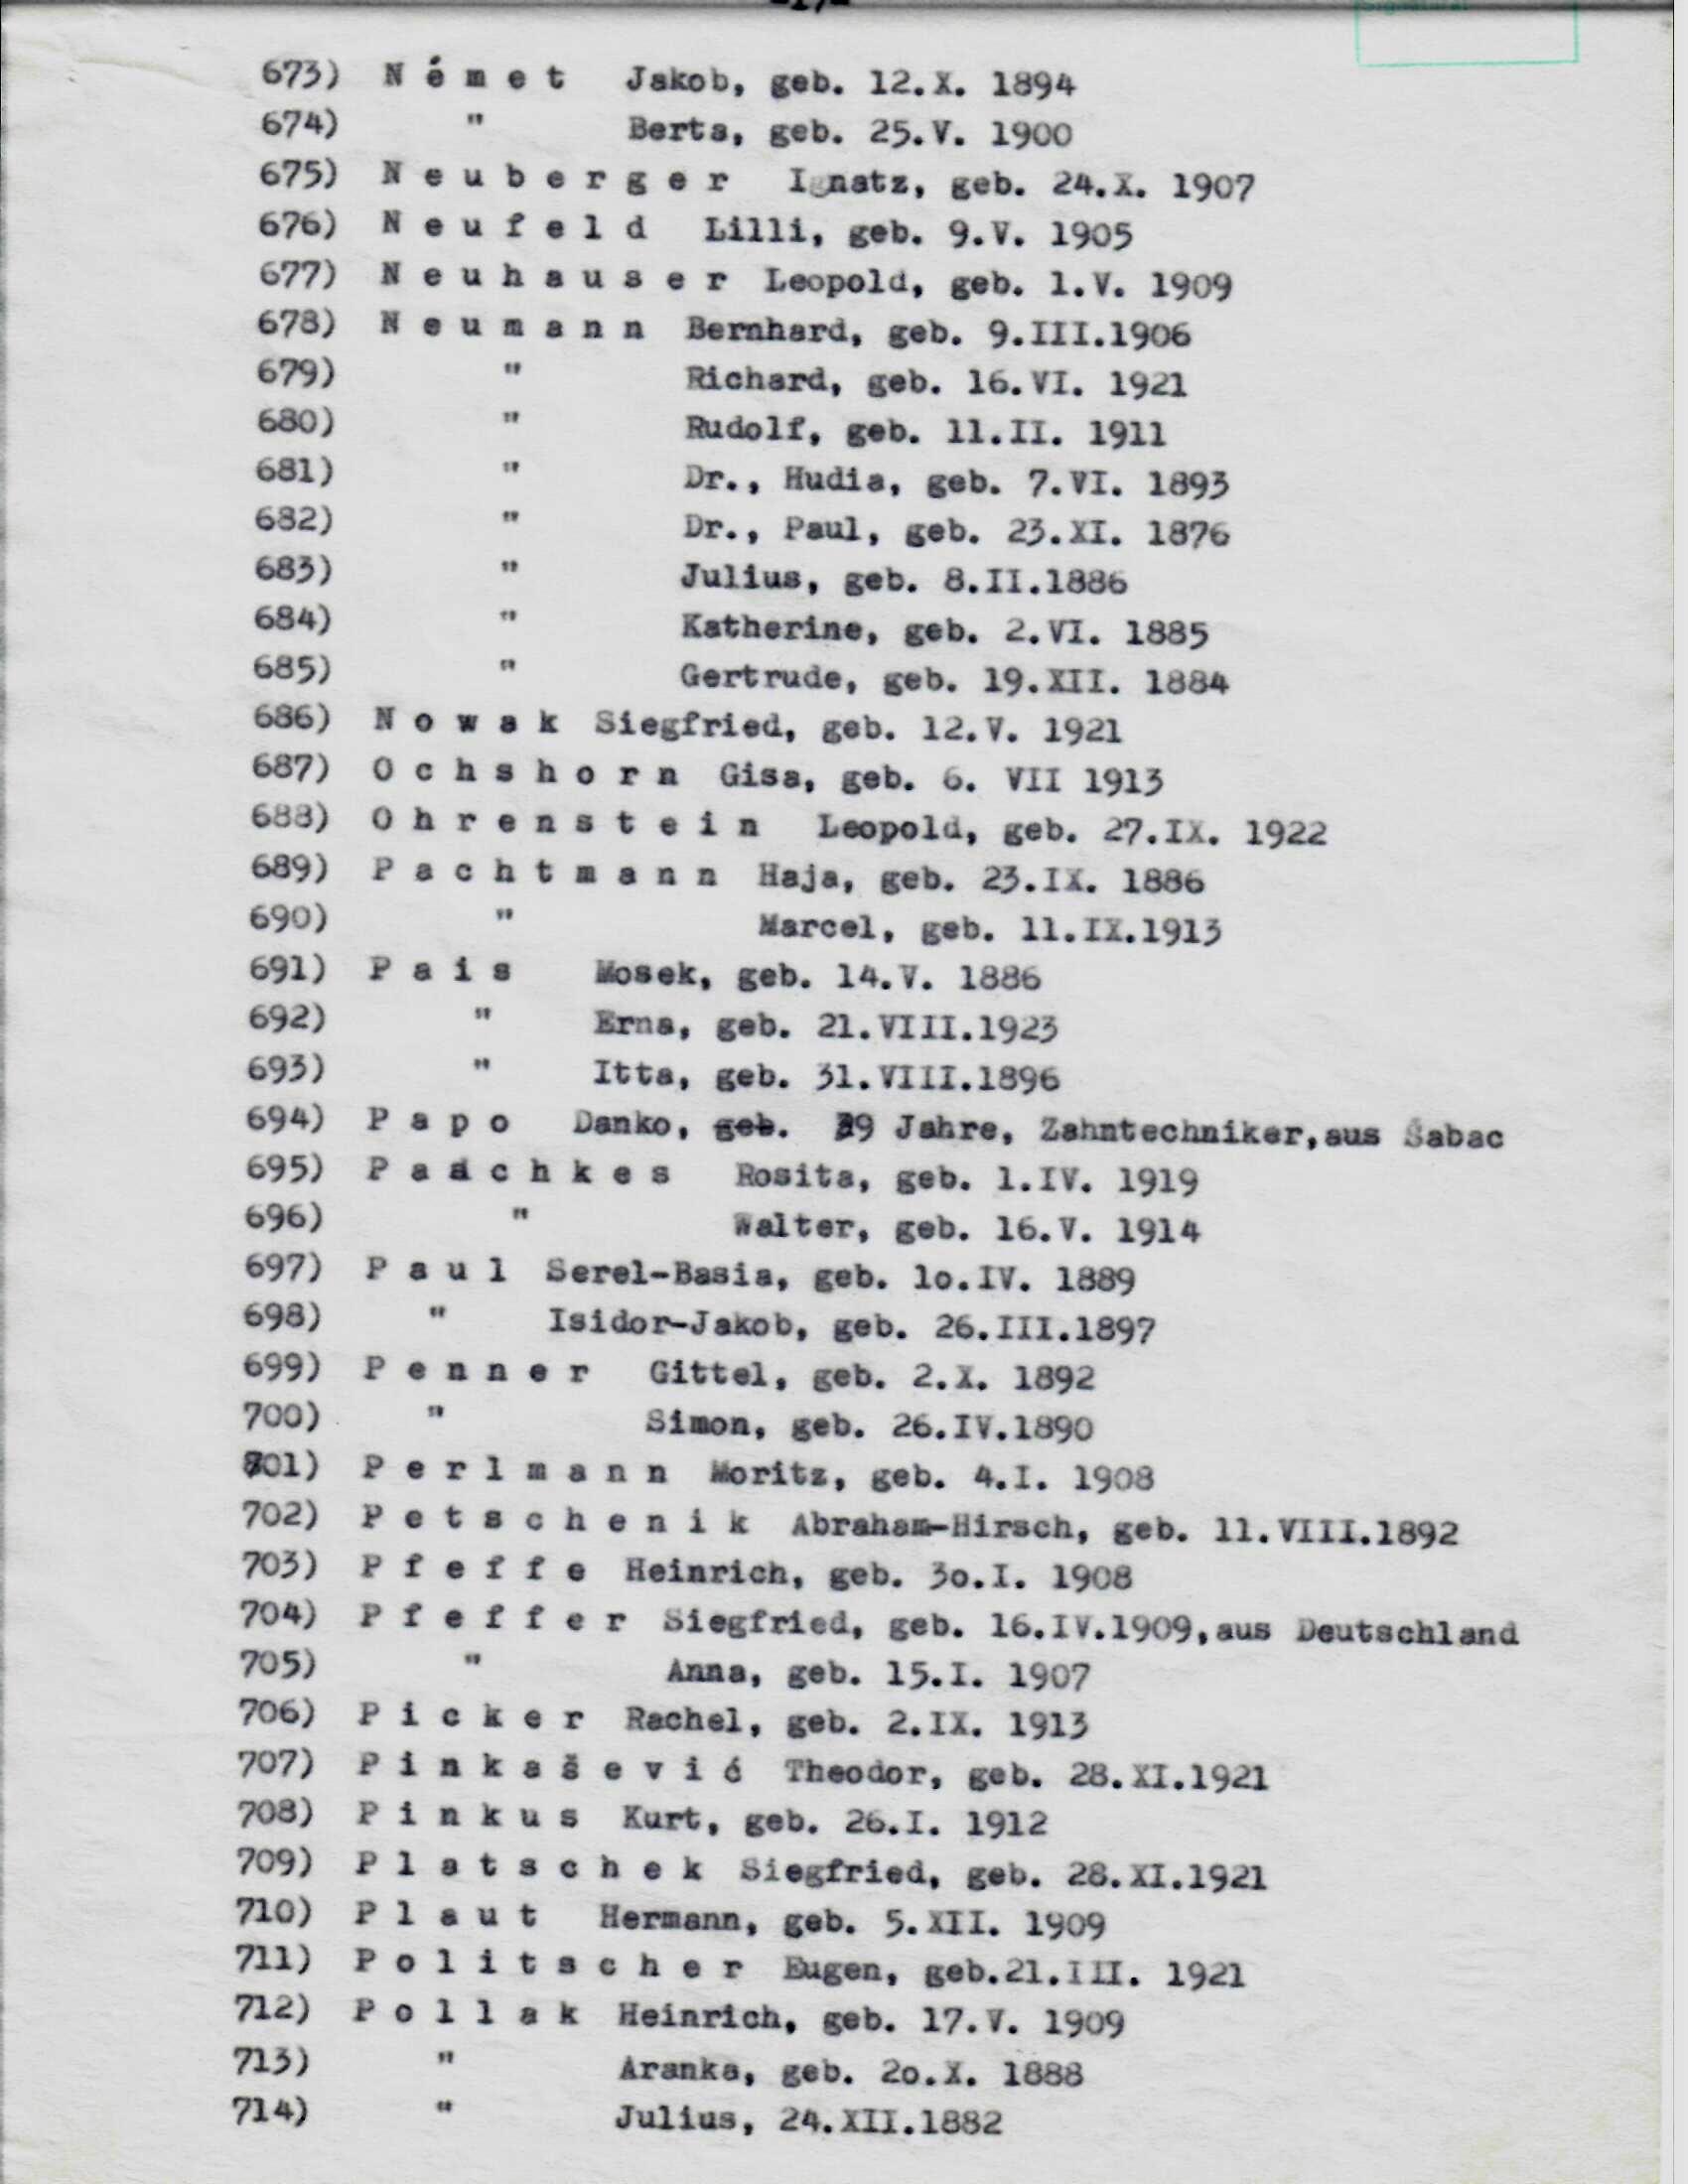 -17-
673) N é m e t Jakob, geb. 12.X. 1894
674) " Berta, geb. 25.V. 1900
675) N e u b e r g e r Ignatz, geb. 24.X. 1907
676) N e u f e l d Lilli, geb. 9.V. 1905
677) N e u h a u s e r Leopold, geb. 1.V. 1909
678) N e u m a n n Bernhard, geb. 9.III.1906
679) " Richard, geb. 16.VI. 1921
680) " Rudolf, geb. 11.II. 1911
681) " Dr., Hudia, geb. 7.VI. 1893
682) " Dr., Paul, geb. 23.XI. 1876
683) " Julius, geb. 8.II.1886
684) " Katherine, geb. 2.VI. 1885
685) " Gertrude, geb. 19.XII. 1884
686) N o w a k Siegfried, geb. 12.V. 1921
687) O c h s h o r n Gisa, geb. 6. VII 1913
688) O h r e n s t e i n Leopold, geb. 27.IX. 1922
689) P a c h t m a n n Haja, geb. 23.IX. 1886
690) " Marcel, geb. 11.IX.1913
691) P a i s Mosek, geb. 14.V. 1886
692) " Erna, geb. 21.VIII.1923
693) " Itta, geb. 31.VIII.1896
694) P a p o Danko, geb. 29 Jahre, Zahntechniker,aus Šabac
695) Rosita, geb. 1.IV. 1919
696) " Walter, geb. 16.V. 1914
697) P a u l Serel-Basia, geb. lo.IV. 1889
698) " Isidor-Jakob, geb. 26.III.1897
699) P e n n e r Gittel, geb. 2.X. 1892
700) " Simon, geb. 26.IV.1890
701) P e r l m a n n Moritz, geb. 4.I. 1908
702) P e t s c h e n i k Abraham-Hirsch, geb. 11.VIII.1892
703) P f e f f e Heinrich, geb. 3o.I. 1908
704) P f e f f e r Siegfried, geb. 16.IV.1909,aus Deutschland
705) " Anna, geb. 15.I. 1907
706) P i c k e r Rachel, geb. 2.IX. 1913
707) P i n k a š e v i ć Theodor, geb. 28.XI.1921
708) P i n k u s Kurt, geb. 26.I. 1912
709) P l a t s c h e k Siegfried, geb. 28.XI.1921
710) P l a u t Hermann, geb. 5.XII. 1909
711) P o l i t s c h e r Eugen, geb.21.III. 1921
712) P o l l a k Heinrich, geb. 17.V. 1909
713) " Aranka, geb. 2o.X. 1888
714) " Julius, 24.XII.1882